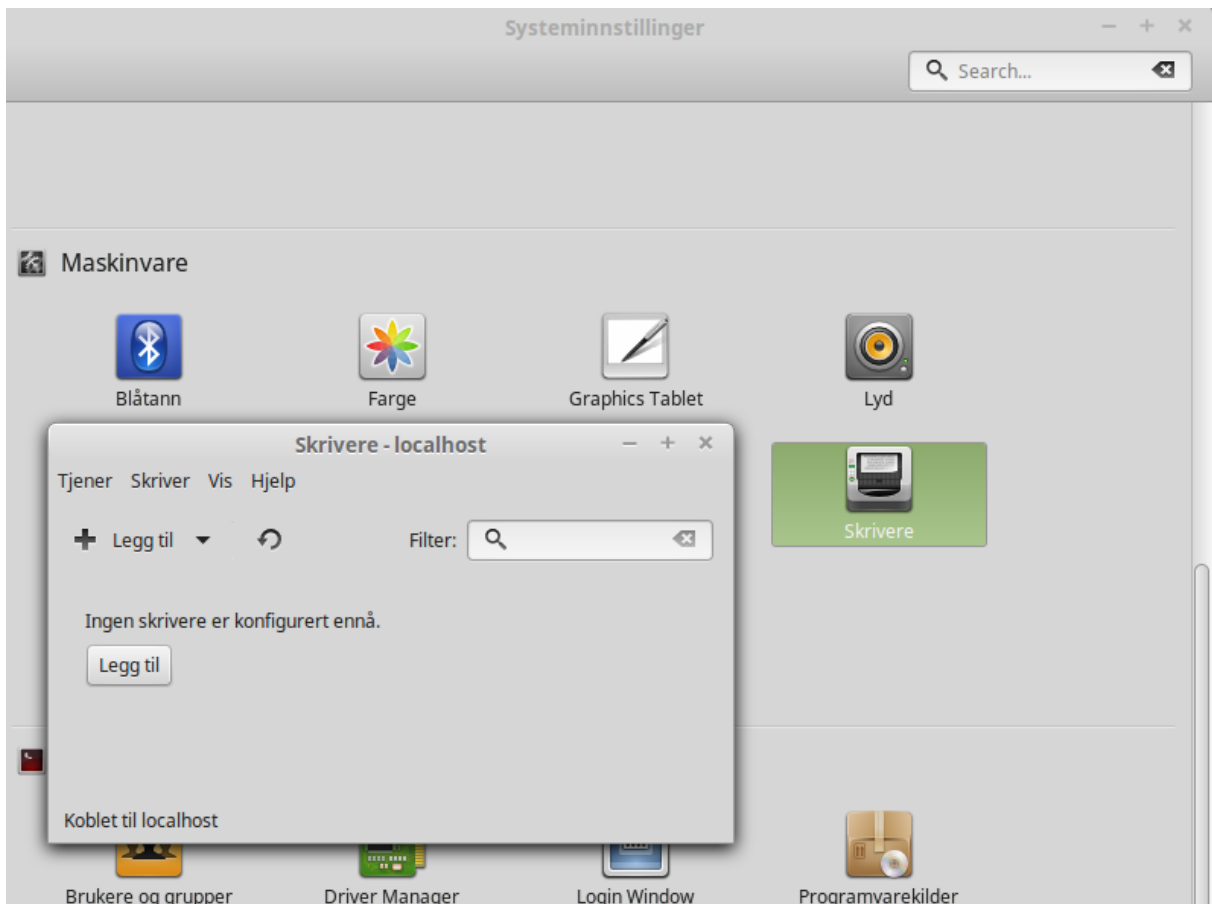 Systeminnstillinger
Search...
Maskinvare
Blåtann Farge Graphics Tablet Lyd
Skrivere
Skrivere - localhost
Tjener Skriver Vis Hjelp
Legg til Filter:
Ingen skrivere er konfigurert ennå.
Legg til
Koblet til localhost
Brukere og grupper Driver Manager Login Window Programvarekilder